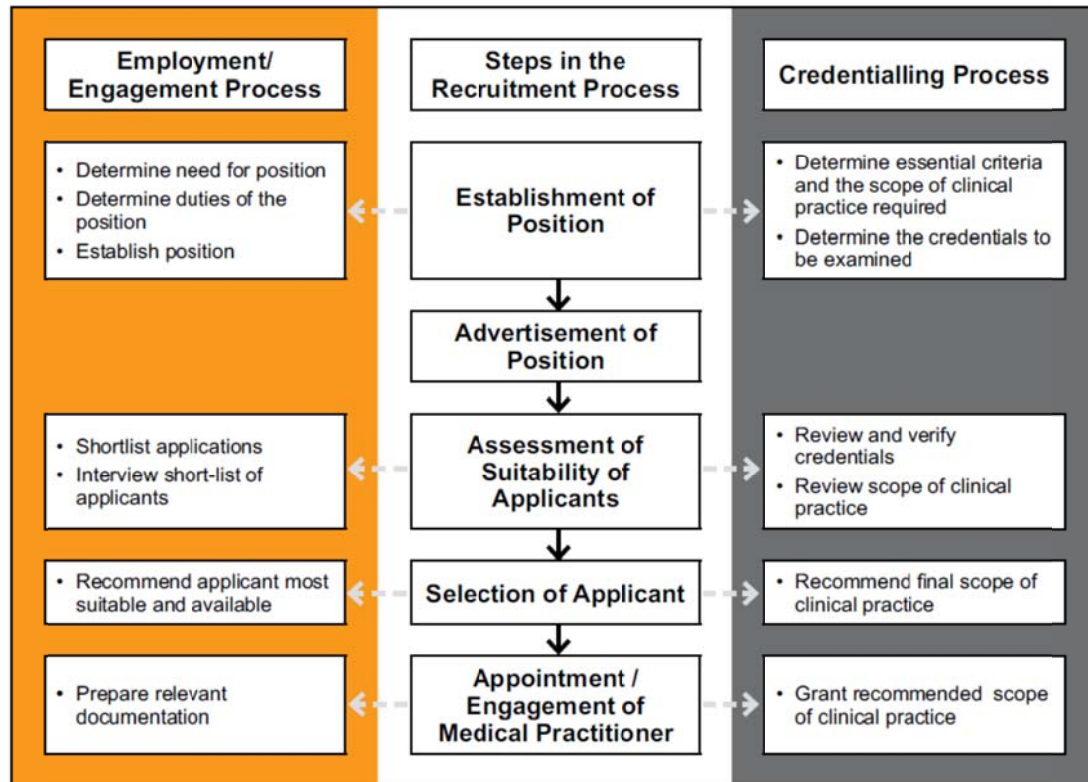 Employment/
Engagement Process
Steps in the
Recruitment Process
Credentialling Process
• Determine need for position
• Determine duties of the
position
• Establish position
Establishment of
Position
• Determine essential criteria
and the scope of clinical
practice required
• Determine the credentials to
be examined
Advertisement of
Position
• Shortlist applications
• Interview short-list of
applicants
Assessment of
Suitability of
Applicants
• Review and verify
credentials
• Review scope of clinical
practice
• Recommend applicant most
suitable and available
Selection of Applicant
• Recommend final scope of
clinical practice
• Prepare relevant
documentation
Appointment /
Engagement of
Medical Practitioner
• Grant recommended scope
of clinical practice